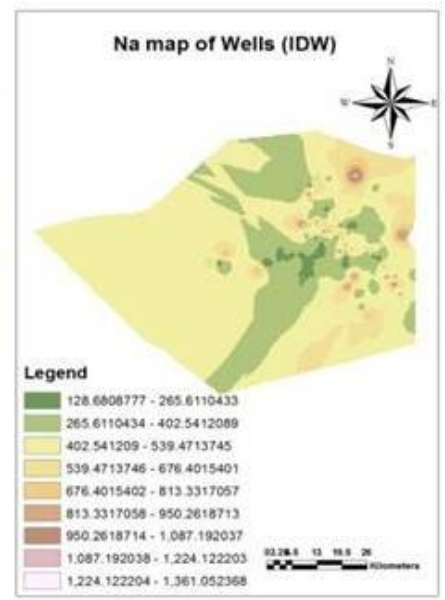 Na map of Wells (IDW)
N
W
E
S
Legend
128.6808777 - 265.6110433
265.6110434 - 402.5412089
402.541209 - 539.4713745
539.4713746 - 676.4015401
676.4015402 - 813.3317057
813.3317058 - 950.2618713
950.2618714 - 1,087.192037
1,087.192038 - 1,224.122203
1,224.122204 - 1,361.052368
13 19.5 26
Kilometers